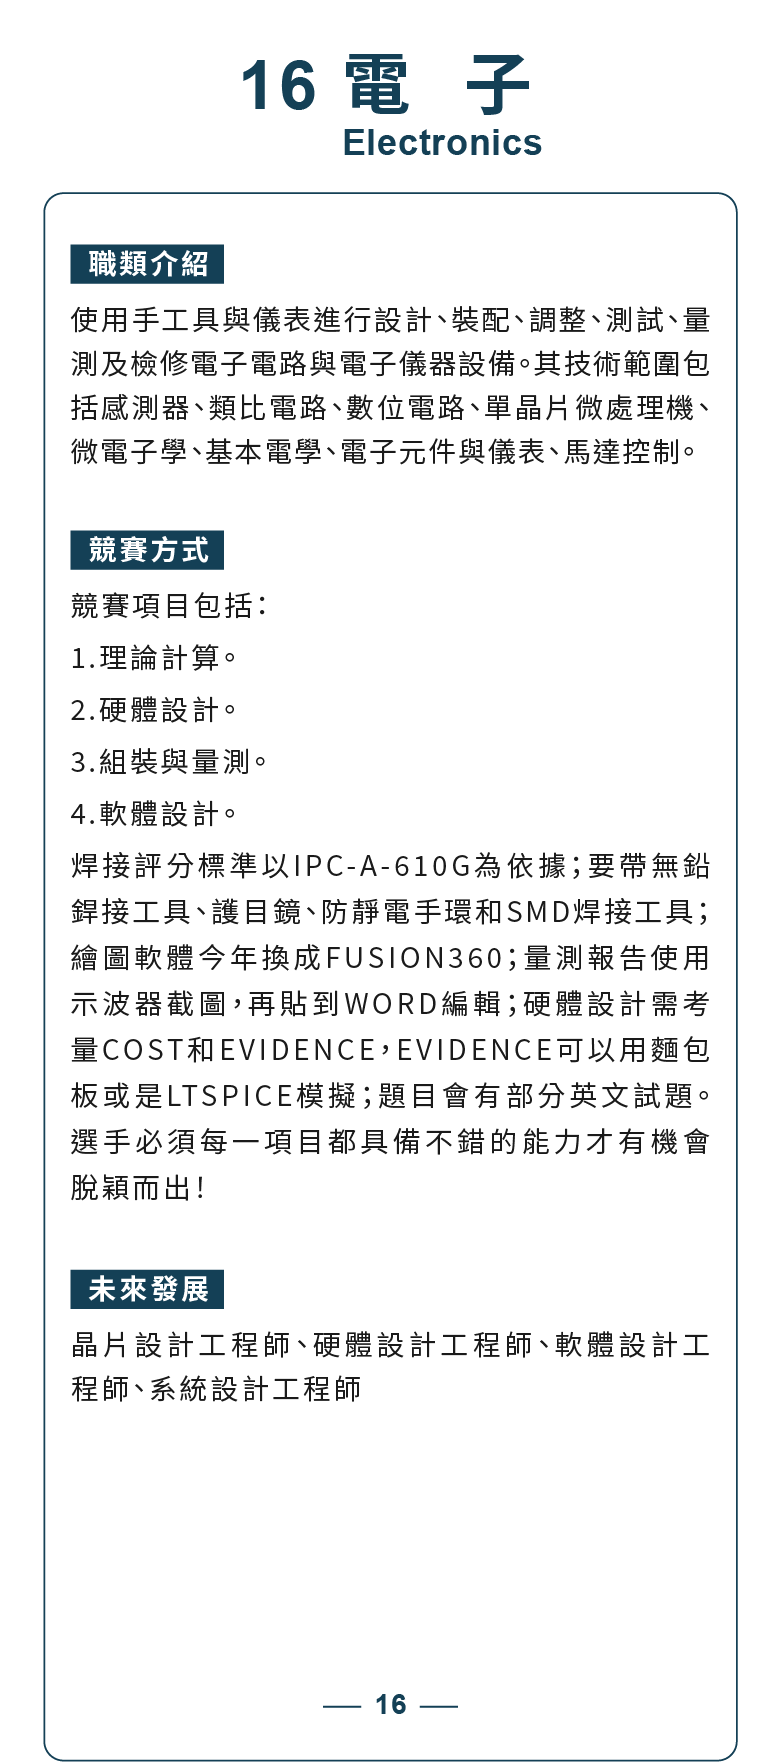 16 電 子
Electronics
職類介紹
使用手工具與儀表進行設計、裝配、調整、測試、量
測及檢修電子電路與電子儀器設備。其技術範圍包
括感測器、類比電路、數位電路、單晶片微處理機、
微電子學、基本電學、電子元件與儀表、馬達控制。
競賽方式
競賽項目包括：
1.理論計算。
2.硬體設計。
3.組裝與量測。
4.軟體設計。
焊接評分標準以IPC-A-610G為依據；要帶無鉛
銲接工具、護目鏡、防靜電手環和SMD焊接工具；
繪圖軟體今年換成FUSION360；量測報告使用
示波器截圖，再貼到WORD編輯；硬體設計需考
量COST和EVIDENCE，EVIDENCE可以用麵包
板或是LTSPICE模擬；題目會有部分英文試題。
選手必須每一項目都具備不錯的能力才有機會
脫穎而出！
未來發展
晶片設計工程師、硬體設計工程師、軟體設計工
程師、系統設計工程師
16